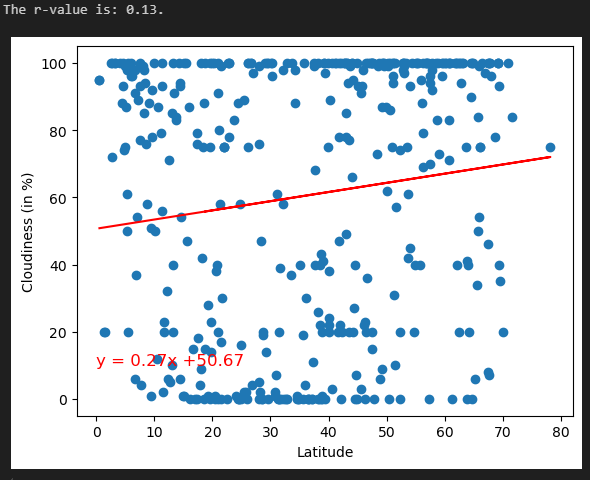 The r-value is: 0.13.
100
80
60
40
20
0
Cloudiness (in %)
y = 0.27x +50.67
0 10 20 30 40 50 60 70 80
Latitude